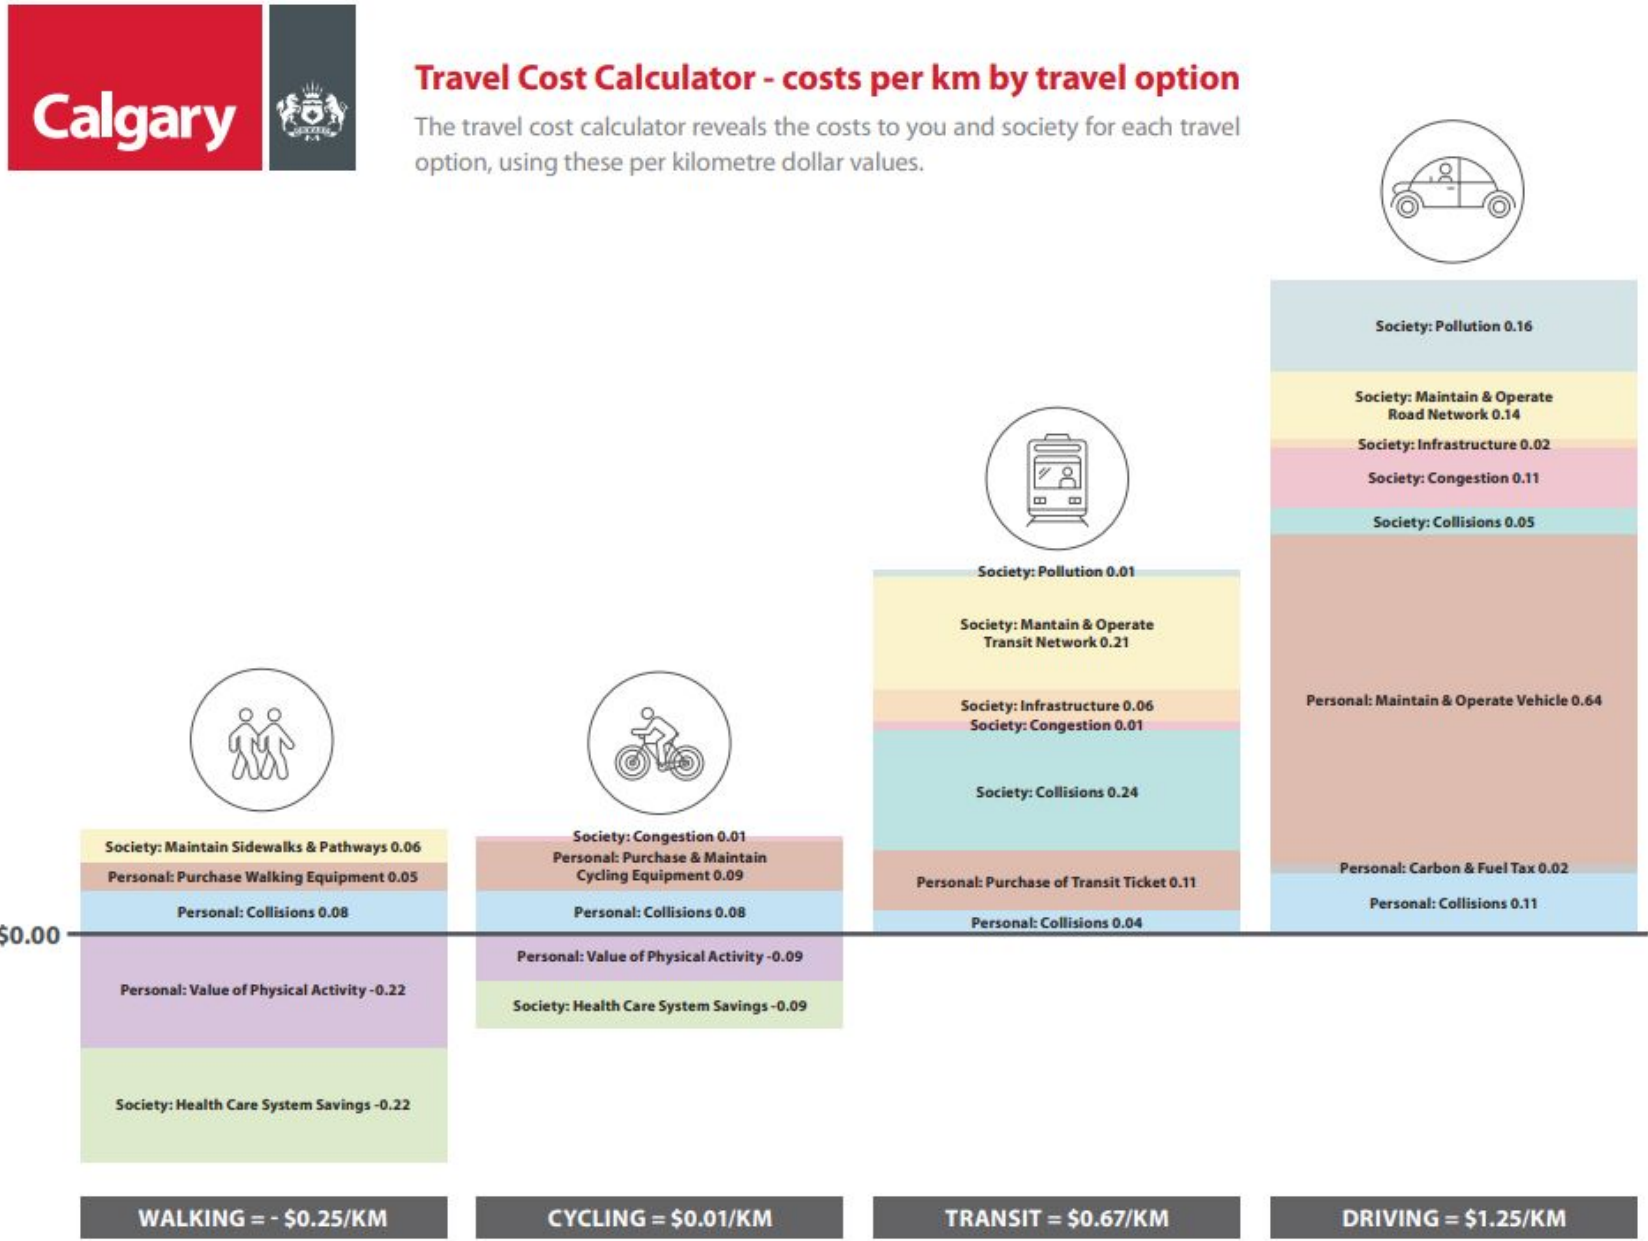 Calgary
Travel Cost Calculator - costs per km by travel option
The travel cost calculator reveals the costs to you and society for each travel
option, using these per kilometre dollar values.
Society: Pollution 0.16
Society: Maintain & Operate
Road Network 0.14
Society: Infrastructure 0.02
Society: Congestion 0.11
Society: Collisions 0.05
Personal: Maintain & Operate Vehicle 0.64
Personal: Carbon & Fuel Tax 0.02
Personal: Collisions 0.11
Society: Pollution 0.01
Society: Mantain & Operate
Transit Network 0.21
Society: Infrastructure 0.06
Society: Congestion 0.01
Society: Collisions 0.24
Personal: Purchase of Transit Ticket 0.11
Personal: Collisions 0.04
Society: Congestion 0.01
Personal: Purchase & Maintain
Cycling Equipment 0.09
Personal: Collisions 0.08
Personal: Value of Physical Activity -0.09
Society: Health Care System Savings -0.09
Society: Maintain Sidewalks & Pathways 0.06
Personal: Purchase Walking Equipment 0.05
Personal: Collisions 0.08
$0.00
Personal: Value of Physical Activity -0.22
Society: Health Care System Savings -0.22
WALKING = - $0.25/KM
CYCLING = $0.01/KM
TRANSIT = $0.67/KM
DRIVING = $1.25/KM